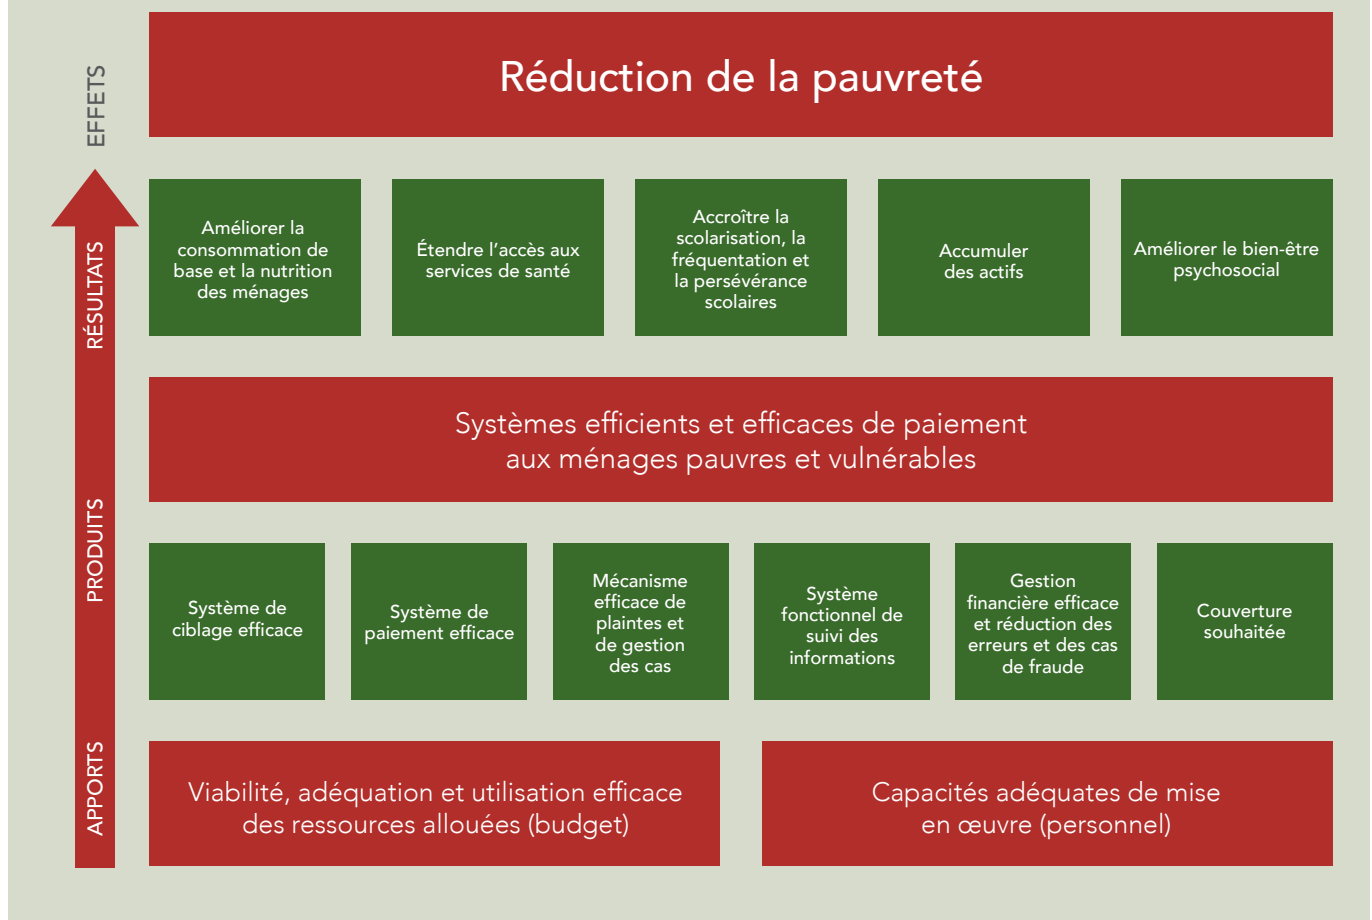 EFFETS
Réduction de la pauvreté
RÉSULTATS
Améliorer la
consommation de
base et la nutrition
des ménages
Étendre l'accès aux
services de santé
Accroître la
scolarisation, la
fréquentation et
la persévérance
scolaires
Accumuler
des actifs
Améliorer le bien-être
psychosocial
Systèmes efficients et efficaces de paiement
aux ménages pauvres et vulnérables
PRODUITS
Système de
ciblage efficace
Système de
paiement efficace
Mécanisme
efficace de
plaintes et
de gestion
des cas
Système
fonctionnel de
suivi des
informations
Gestion
financière efficace
et réduction des
erreurs et des cas
de fraude
Couverture
souhaitée
APPORTS
Viabilité, adéquation et utilisation efficace
des ressources allouées (budget)
Capacités adéquates de mise
en œuvre (personnel)